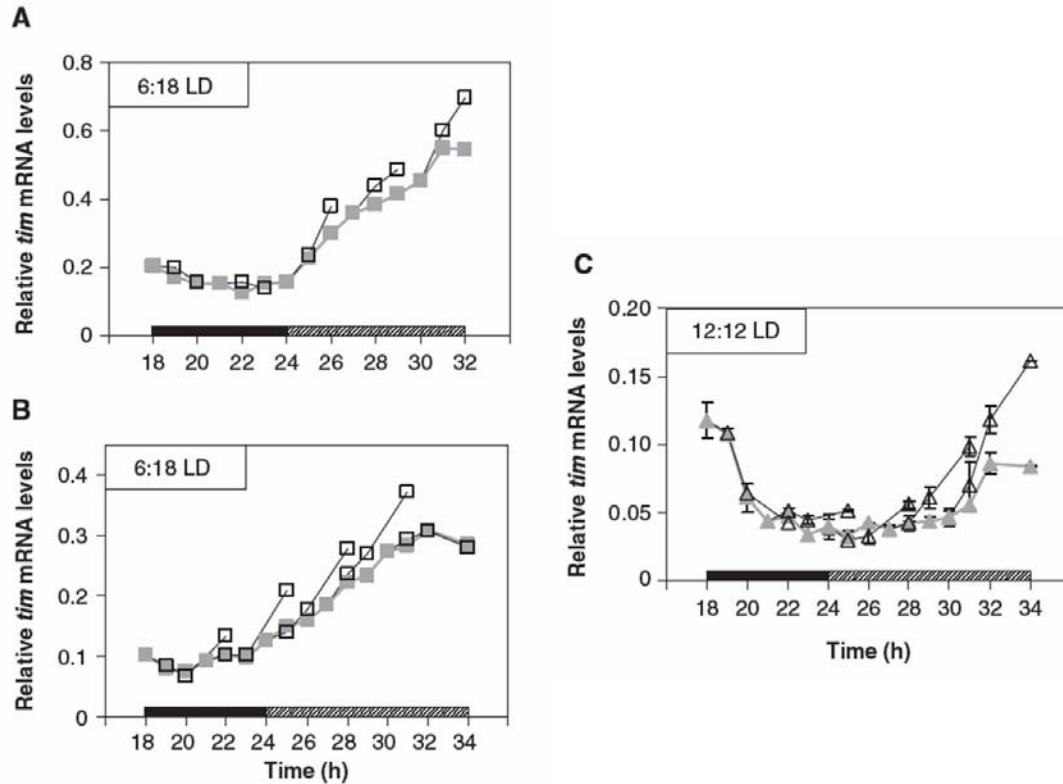 A
6:18 LD
Relative tim mRNA levels
0.8
0.6
0.4
0.2
0
18 20 22 24 26 28 30 32
B
6:18 LD
Relative tim mRNA levels
0.4
0.3
0.2
0.1
0
18 20 22 24 26 28 30 32 34
Time (h)
C
12:12 LD
Relative tim mRNA levels
0.20
0.15
0.10
0.05
0
18 20 22 24 26 28 30 32 34
Time (h)